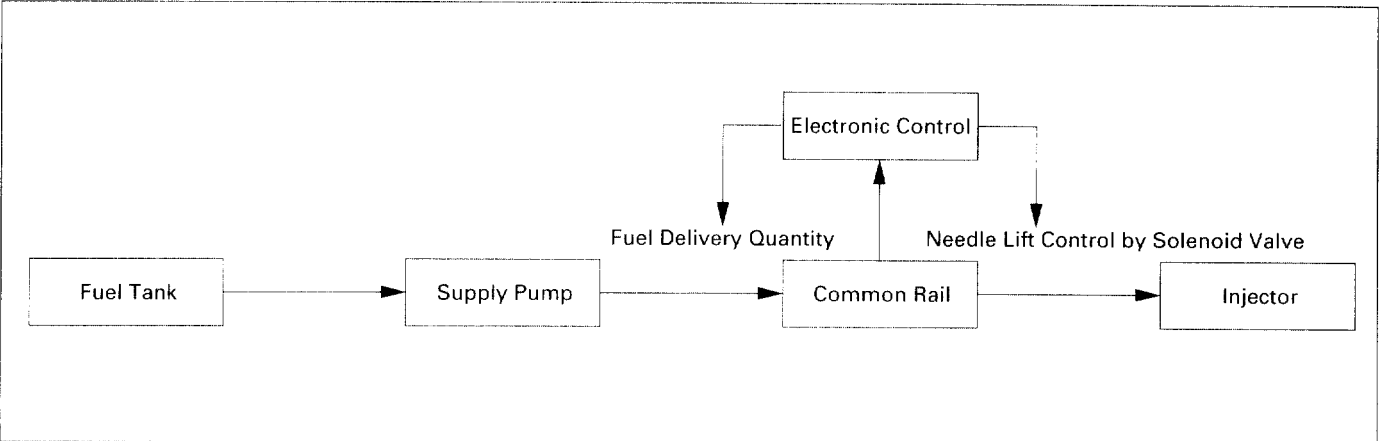 Electronic Control
Fuel Delivery Quantity
Needle Lift Control by Solenoid Valve
Fuel Tank
Supply Pump
Common Rail
Injector